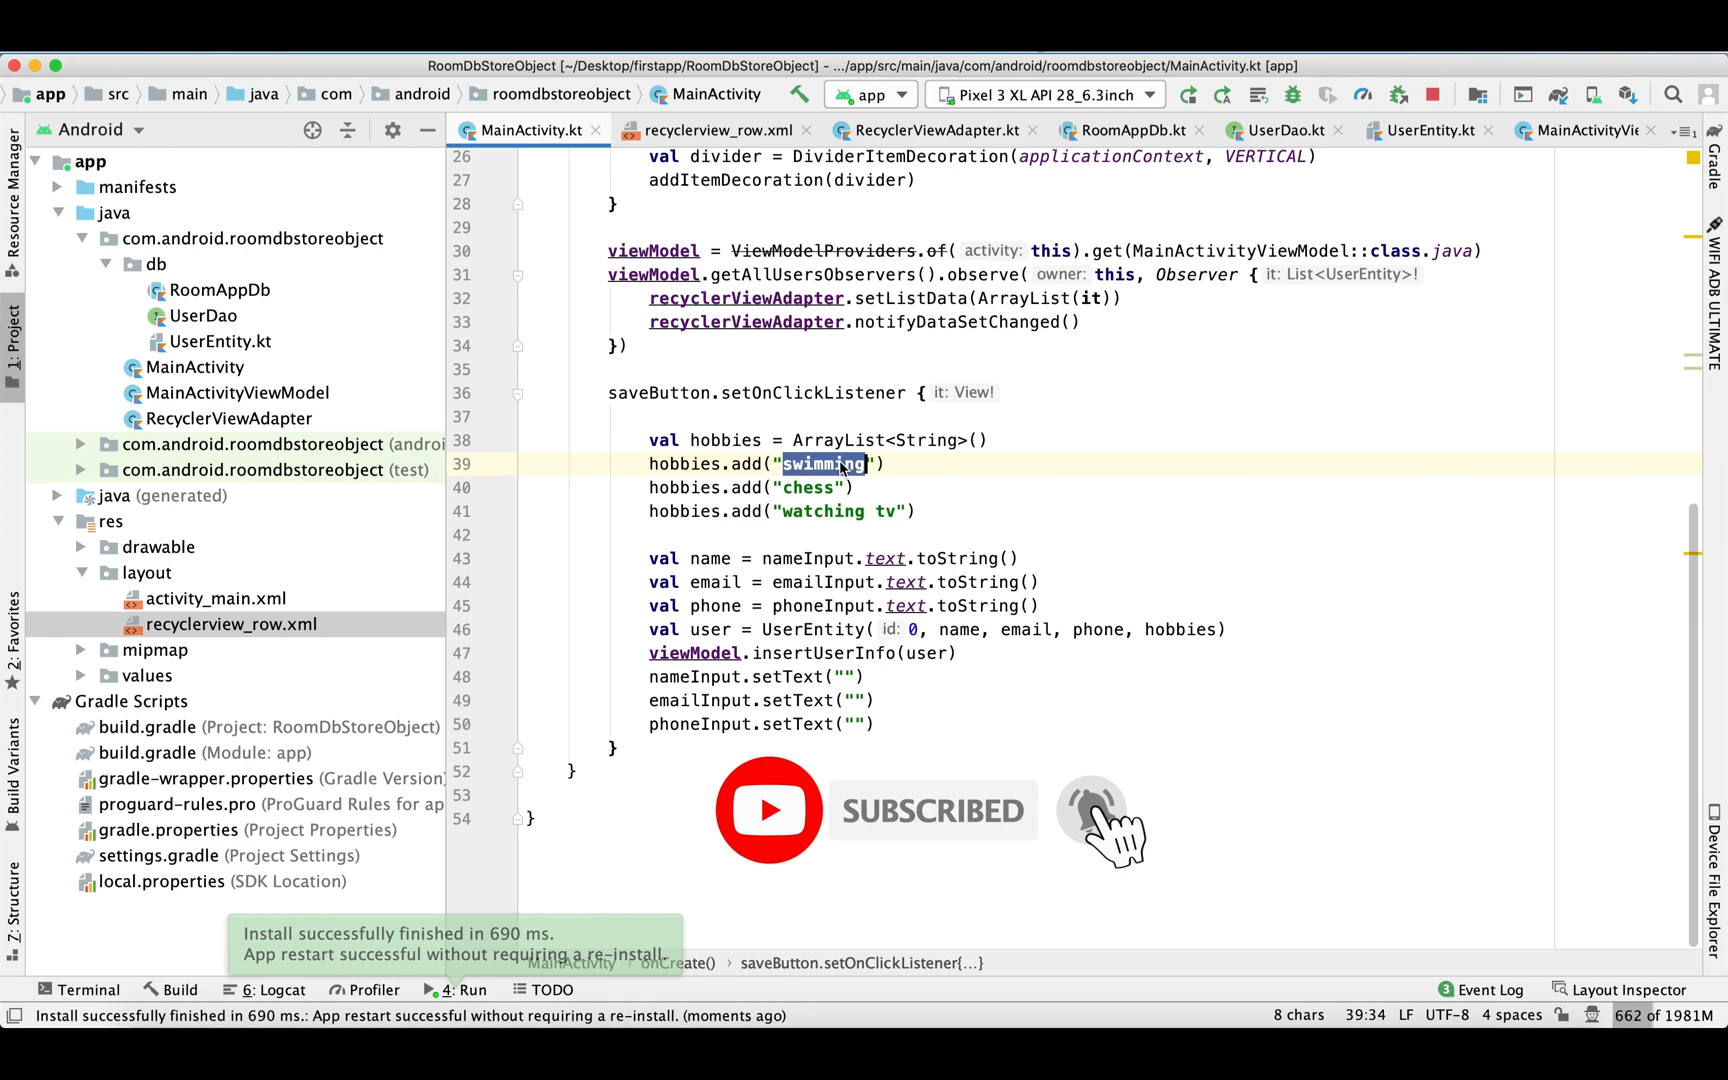 RoomDbStoreObject [~/Desktop/firstapp/RoomDbStoreObject] - .../app/src/main/java/com/android/roomdbstoreobject/MainActivity.kt [app]
app src main java com android roomdbstoreobject MainActivity app Pixel 3 XL API 28_6.3inch
Android
MainActivity.kt recyclerview_row.xml RecyclerViewAdapter.kt RoomAppDb.kt UserDao.kt UserEntity.kt MainActivityVie
Resource Manager
1: Project
2: Favorites
Build Variants
7: Structure
app
manifests
java
com.android.roomdbstoreobject
db
RoomAppDb
UserDao
UserEntity.kt
MainActivity
MainActivityViewModel
RecyclerViewAdapter
com.android.roomdbstoreobject (androi
com.android.roomdbstoreobject (test)
java (generated)
res
drawable
layout
activity_main.xml
recyclerview_row.xml
mipmap
values
Gradle Scripts
build.gradle (Project: RoomDbStoreObject)
build.gradle (Module: app)
gradle-wrapper.properties (Gradle Version)
proguard-rules.pro (ProGuard Rules for ap
gradle.properties (Project Properties)
settings.gradle (Project Settings)
local.properties (SDK Location)
26 val divider = DividerItemDecoration(applicationContext, VERTICAL)
27 addItemDecoration(divider)
28 }
29
30 viewModel = ViewModelProviders.of( activity: this).get(MainActivityViewModel::class.java)
31 viewModel.getAllUsersObservers().observe( owner: this, Observer { it: List<UserEntity>!
32 recyclerViewAdapter.setListData(ArrayList(it))
33 recyclerViewAdapter.notifyDataSetChanged()
34 })
35
36 saveButton.setOnClickListener { it: View!
37
38 val hobbies = ArrayList<String>()
39 hobbies.add("swimming")
40 hobbies.add("chess")
41 hobbies.add("watching tv")
42
43 val name = nameInput.text.toString()
44 val email = emailInput.text.toString()
45 val phone = phoneInput.text.toString()
46 val user = UserEntity( id: 0, name, email, phone, hobbies)
47 viewModel.insertUserInfo(user)
48 nameInput.setText("")
49 emailInput.setText("")
50 phoneInput.setText("")
51 }
52 }
53
54 }
SUBSCRIBED
Gradle
WIFI ADB ULTIMATE
Device File Explorer
Install successfully finished in 690 ms.
App restart successful without requiring a re-install.
MainActivity › onCreate() › saveButton.setOnClickListener{...}
Terminal Build 6: Logcat Profiler 4: Run TODO 3 Event Log Layout Inspector
Install successfully finished in 690 ms.: App restart successful without requiring a re-install. (moments ago) 8 chars 39:34 LF UTF-8 4 spaces 662 of 1981M